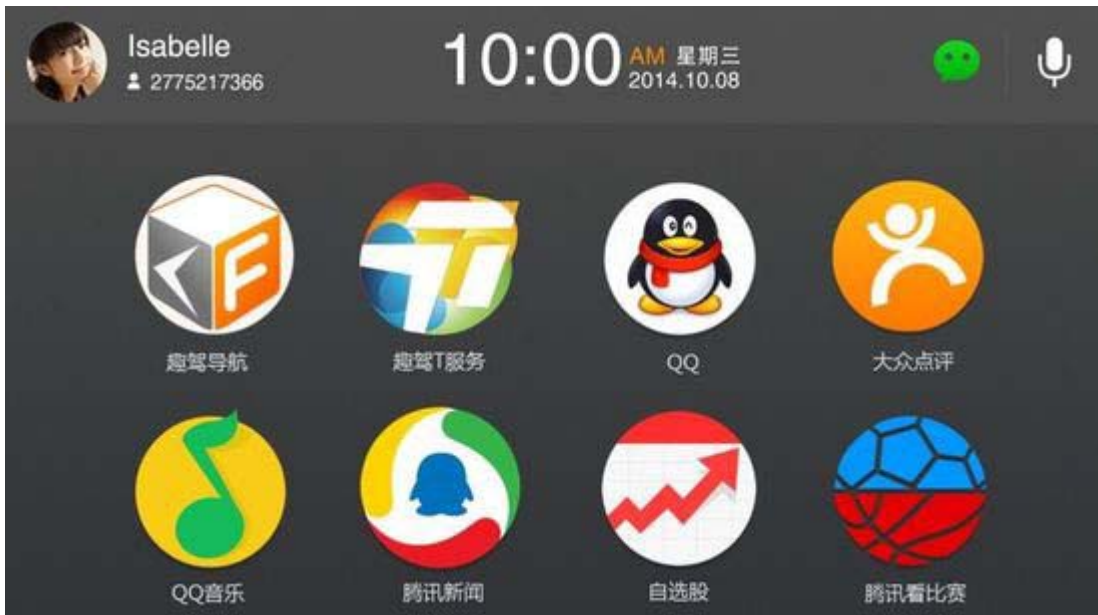 Isabelle
2775217366
10:00 AM 星期三
2014.10.08
趣驾导航
趣驾T服务
QQ
大众点评
QQ音乐
腾讯新闻
自选股
腾讯看比赛